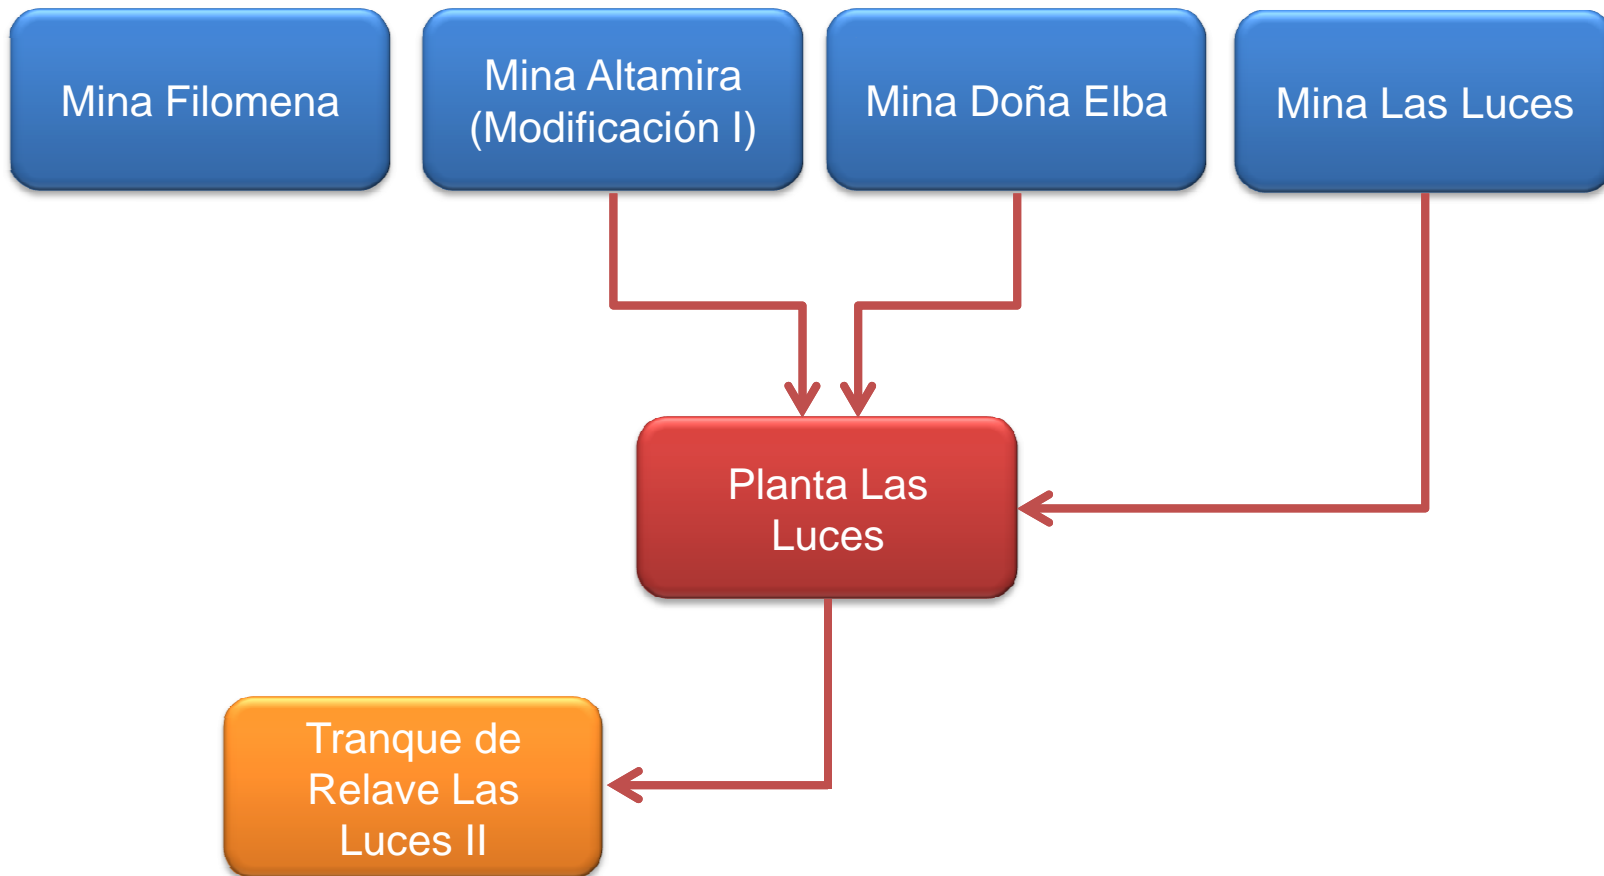 Mina Filomena
Mina Altamira
(Modificación I)
Mina Doña Elba
Mina Las Luces
Planta Las
Luces
Tranque de
Relave Las
Luces II